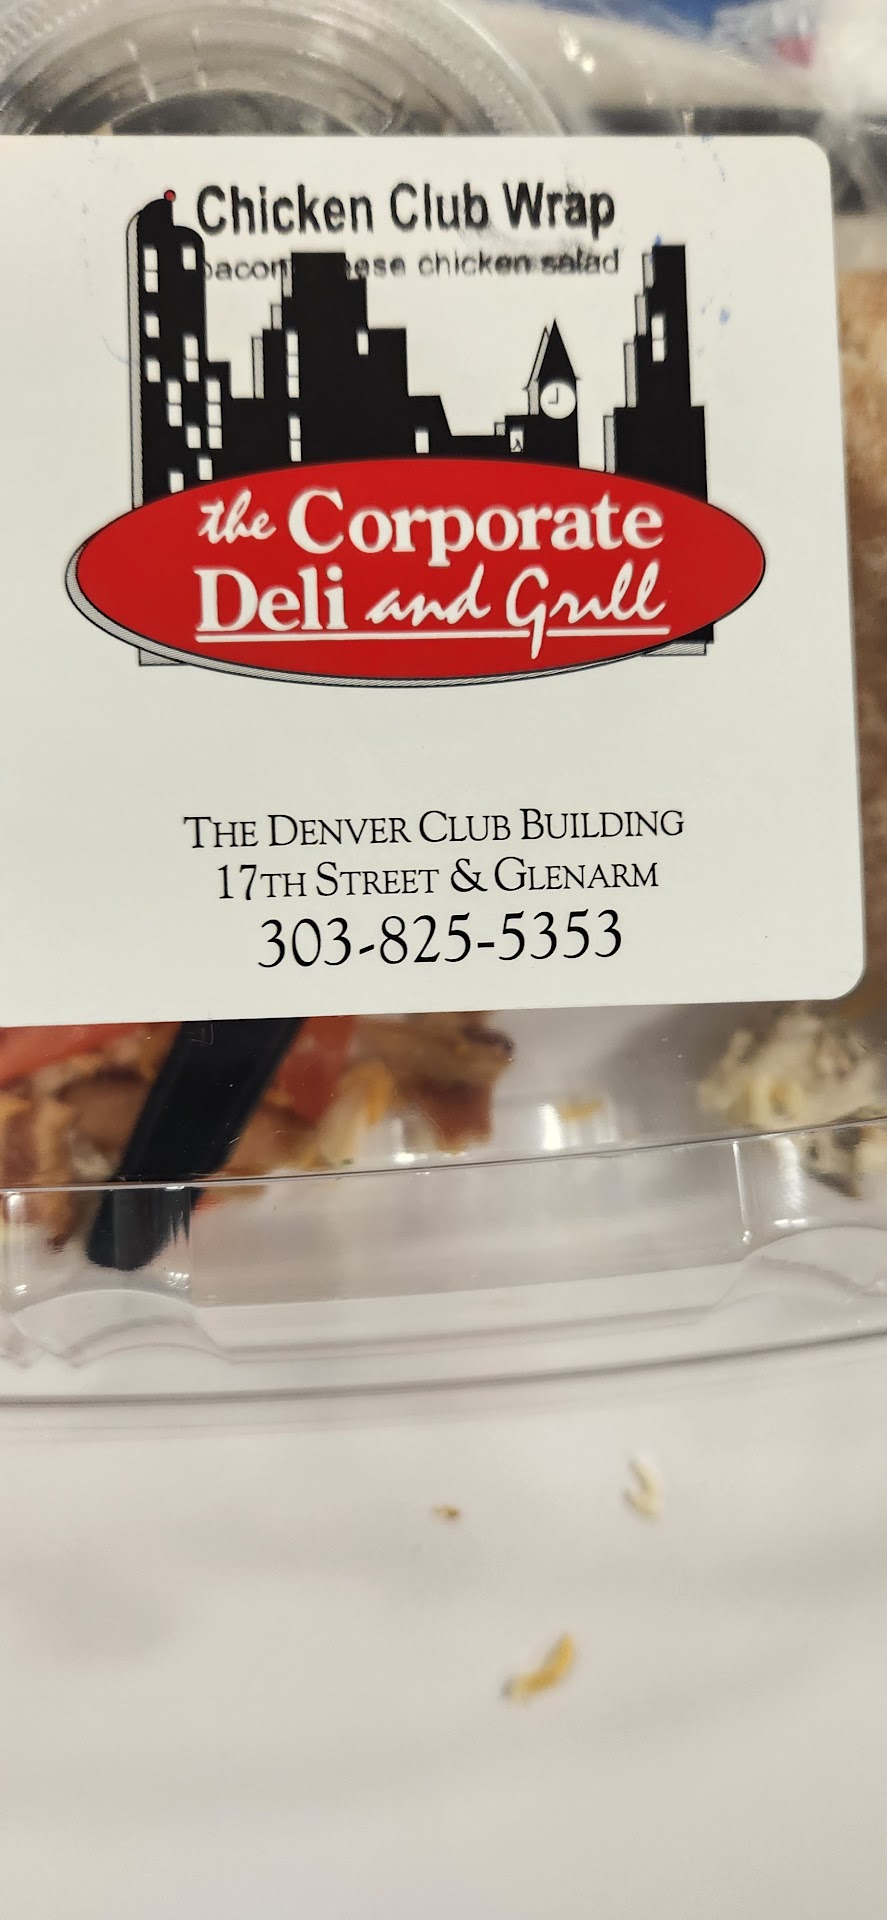 Chicken Club Wrap
chicken salad
the Corporate
Deli and Grill
THE DENVER CLUB BUILDING
17TH STREET & GLENARM
303-825-5353